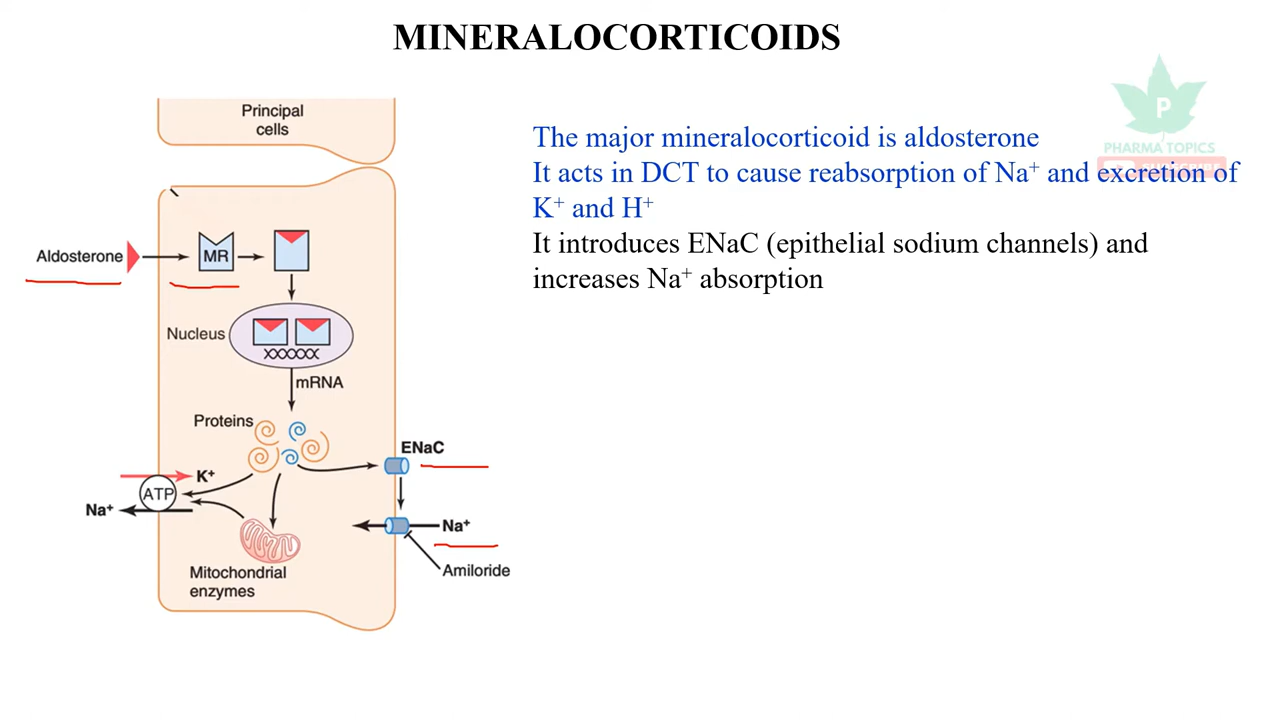 MINERALOCORTICOIDS
P
PHARMA TOPICS
SUBSCRIBE
The major mineralocorticoid is aldosterone
It acts in DCT to cause reabsorption of Na⁺ and excretion of
K⁺ and H⁺
It introduces ENaC (epithelial sodium channels) and
increases Na⁺ absorption
Principal
cells
Aldosterone
MR
Nucleus
mRNA
Proteins
ENaC
K⁺
ATP
Na⁺
Na⁺
Mitochondrial
enzymes
Amiloride